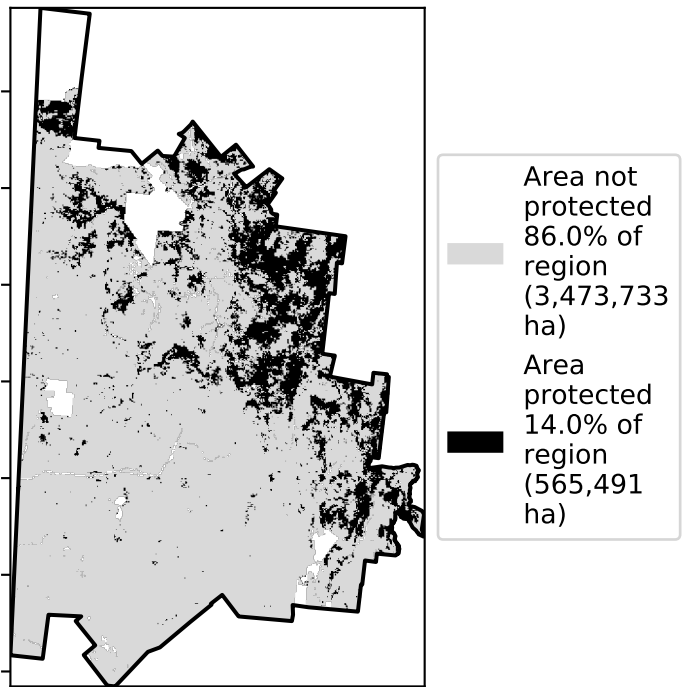 Area not
protected
86.0% of
region
(3,473,733
ha)
Area
protected
14.0% of
region
(565,491
ha)